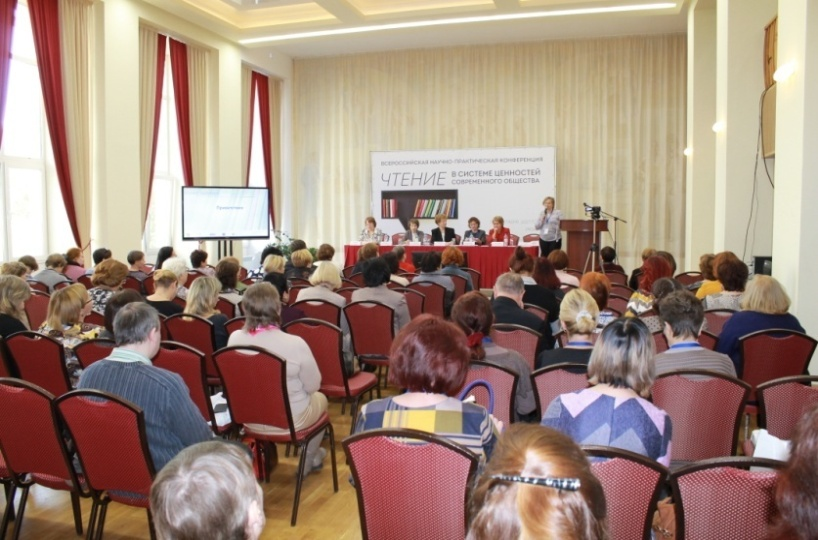 ВСЕРОССИЙСКАЯ НАУЧНО-ПРАКТИЧЕСКАЯ КОНФЕРЕНЦИЯ
ЧТЕНИЕ В СИСТЕМЕ ЦЕННОСТЕЙ
СОВРЕМЕННОГО ОБЩЕСТВА